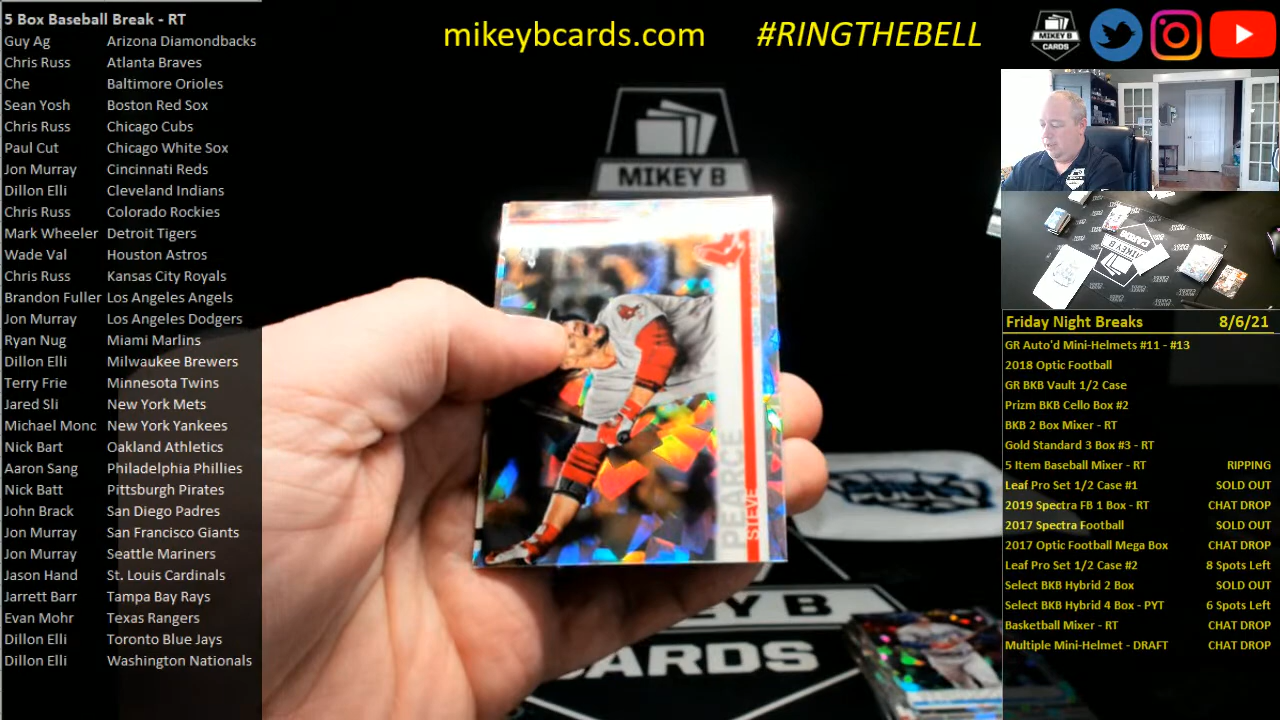 5 Box Baseball Break - RT
Guy Ag Arizona Diamondbacks
Chris Russ Atlanta Braves
Che Baltimore Orioles
Sean Yosh Boston Red Sox
Chris Russ Chicago Cubs
Paul Cut Chicago White Sox
Jon Murray Cincinnati Reds
Dillon Elli Cleveland Indians
Chris Russ Colorado Rockies
Mark Wheeler Detroit Tigers
Wade Val Houston Astros
Chris Russ Kansas City Royals
Brandon Fuller Los Angeles Angels
Jon Murray Los Angeles Dodgers
Ryan Nug Miami Marlins
Dillon Elli Milwaukee Brewers
Terry Frie Minnesota Twins
Jared Sli New York Mets
Michael Mond New York Yankees
Nick Bart Oakland Athletics
Aaron Sang Philadelphia Phillies
Nick Batt Pittsburgh Pirates
John Brack San Diego Padres
Jon Murray San Francisco Giants
Jon Murray Seattle Mariners
Jason Hand St. Louis Cardinals
Jarrett Barr Tampa Bay Rays
Evan Mohr Texas Rangers
Dillon Elli Toronto Blue Jays
Dillon Elli Washington Nationals
mikeybcards.com #RINGTHEBELL
MIKEY B
CARDS
MIKEY B
STEVE
PEARCE
MIKEY B
CARDS
Friday Night Breaks 8/6/21
GR Auto'd Mini-Helmets #11 - #13
2018 Optic Football
GR BKB Vault 1/2 Case
Prizm BKB Cello Box #2
BKB 2 Box Mixer - RT
Gold Standard 3 Box #3 - RT
5 Item Baseball Mixer - RT RIPPING
Leaf Pro Set 1/2 Case #1 SOLD OUT
2019 Spectra FB 1 Box - RT CHAT DROP
2017 Spectra Football SOLD OUT
2017 Optic Football Mega Box CHAT DROP
Leaf Pro Set 1/2 Case #2 8 Spots Left
Select BKB Hybrid 2 Box SOLD OUT
Select BKB Hybrid 4 Box - PYT 6 Spots Left
Basketball Mixer - RT CHAT DROP
Multiple Mini-Helmet - DRAFT CHAT DROP